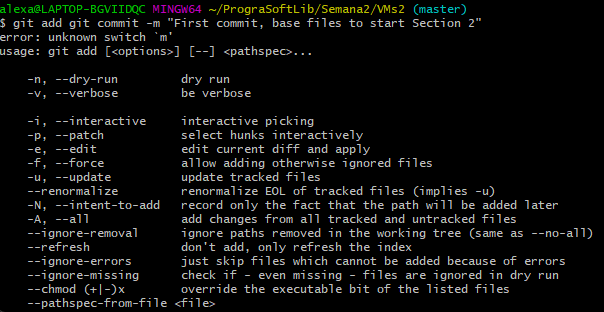 alexa@LAPTOP-BGVIIDQC MINGW64 ~/PrograSoftLib/Semana2/VMs2 (master)
$ git add git commit -m "First commit, base files to start Section 2"
error: unknown switch `m'
usage: git add [<options>] [--] <pathspec>...

    -n, --dry-run         dry run
    -v, --verbose         be verbose

    -i, --interactive     interactive picking
    -p, --patch           select hunks interactively
    -e, --edit            edit current diff and apply
    -f, --force           allow adding otherwise ignored files
    -u, --update          update tracked files
    --renormalize         renormalize EOL of tracked files (implies -u)
    -N, --intent-to-add   record only the fact that the path will be added later
    -A, --all             add changes from all tracked and untracked files
    --ignore-removal      ignore paths removed in the working tree (same as --no-all)
    --refresh             don't add, only refresh the index
    --ignore-errors       just skip files which cannot be added because of errors
    --ignore-missing      check if - even missing - files are ignored in dry run
    --chmod (+|-)x        override the executable bit of the listed files
    --pathspec-from-file <file>